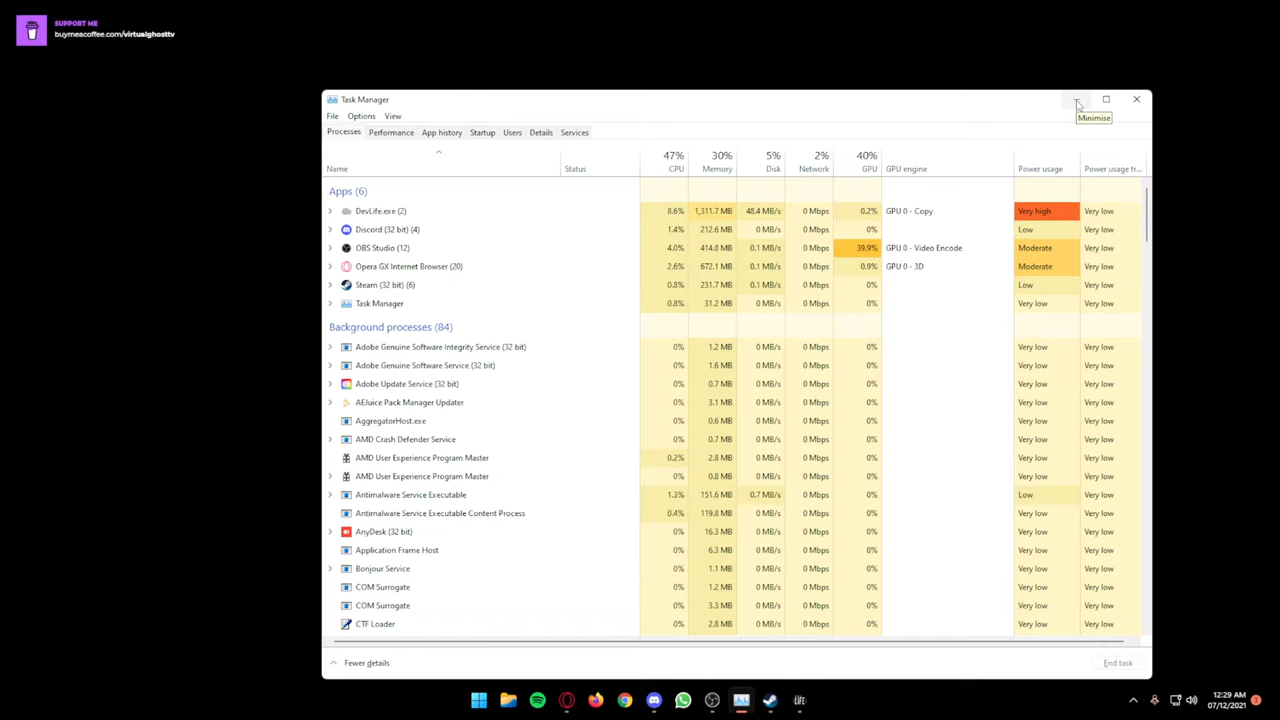 SUPPORT ME
buymeacoffee.com/virtualghosttv
Task Manager
Minimise
File Options View
Processes Performance App history Startup Users Details Services
47% 30% 5% 2% 40%
Name Status CPU Memory Disk Network GPU GPU engine Power usage Power usage tr...
Apps (6)
DevLife.exe (2) 8.6% 1,311.7 MB 48.4 MB/s 0 Mbps 0.2% GPU 0 - Copy Very high Very low
Discord (32 bit) (4) 1.4% 212.6 MB 0 MB/s 0 Mbps 0% Low Very low
OBS Studio (12) 4.0% 414.8 MB 0.1 MB/s 0 Mbps 39.9% GPU 0 - Video Encode Moderate Very low
Opera GX Internet Browser (20) 2.6% 672.1 MB 0.1 MB/s 0 Mbps 0.9% GPU 0 - 3D Moderate Very low
Steam (32 bit) (6) 0.8% 231.7 MB 0.1 MB/s 0 Mbps 0% Low Very low
Task Manager 0.8% 31.2 MB 0 MB/s 0 Mbps 0% Very low Very low
Background processes (84)
Adobe Genuine Software Integrity Service (32 bit) 0% 1.2 MB 0 MB/s 0 Mbps 0% Very low Very low
Adobe Genuine Software Service (32 bit) 0% 1.6 MB 0 MB/s 0 Mbps 0% Very low Very low
Adobe Update Service (32 bit) 0% 0.7 MB 0 MB/s 0 Mbps 0% Very low Very low
AEJuice Pack Manager Updater 0% 3.1 MB 0 MB/s 0 Mbps 0% Very low Very low
AggregatorHost.exe 0% 0.6 MB 0 MB/s 0 Mbps 0% Very low Very low
AMD Crash Defender Service 0% 0.7 MB 0 MB/s 0 Mbps 0% Very low Very low
AMD User Experience Program Master 0.2% 2.8 MB 0 MB/s 0 Mbps 0% Very low Very low
AMD User Experience Program Master 0% 0.8 MB 0 MB/s 0 Mbps 0% Very low Very low
Antimalware Service Executable 1.3% 151.6 MB 0.7 MB/s 0 Mbps 0% Low Very low
Antimalware Service Executable Content Process 0.4% 119.8 MB 0 MB/s 0 Mbps 0% Very low Very low
AnyDesk (32 bit) 0% 16.3 MB 0 MB/s 0 Mbps 0% Very low Very low
Application Frame Host 0% 6.3 MB 0 MB/s 0 Mbps 0% Very low Very low
Bonjour Service 0% 1.1 MB 0 MB/s 0 Mbps 0% Very low Very low
COM Surrogate 0% 1.2 MB 0 MB/s 0 Mbps 0% Very low Very low
COM Surrogate 0% 3.3 MB 0 MB/s 0 Mbps 0% Very low Very low
CTF Loader 0% 2.8 MB 0 MB/s 0 Mbps 0% Very low Very low
Fewer details End task
LIFE
12:29 AM
07/12/2021
3